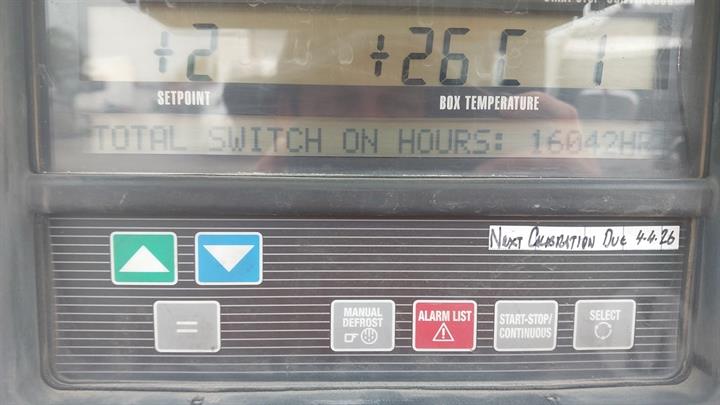 +2 +26 C 1
SETPOINT BOX TEMPERATURE
TOTAL SWITCH ON HOURS: 16042HR
NEXT CALIBRATION DUE 4.4.26
=
MANUAL DEFROST
ALARM LIST
START-STOP/
CONTINUOUS
SELECT